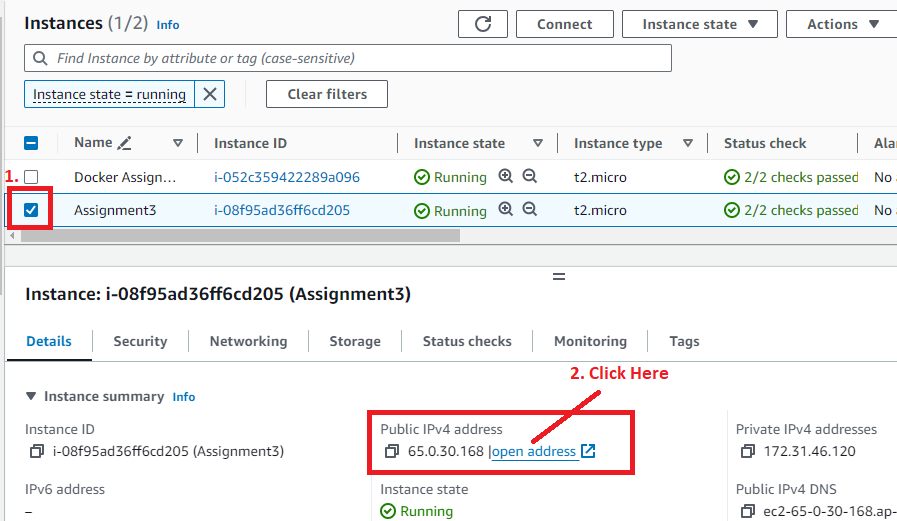 Instances (1/2) Info
Connect
Instance state
Actions
Find Instance by attribute or tag (case-sensitive)
Instance state = running
Clear filters
Name Instance ID Instance state Instance type Status check Alar
1. Docker Assign... i-052c359422289a096 Running t2.micro 2/2 checks passed No a
Assignment3 i-08f95ad36ff6cd205 Running t2.micro 2/2 checks passed No a
Instance: i-08f95ad36ff6cd205 (Assignment3)
Details Security Networking Storage Status checks Monitoring Tags
2. Click Here
Instance summary Info
Instance ID
i-08f95ad36ff6cd205 (Assignment3)
Public IPv4 address
65.0.30.168 |open address
Private IPv4 addresses
172.31.46.120
IPv6 address
–
Instance state
Running
Public IPv4 DNS
ec2-65-0-30-168.ap-